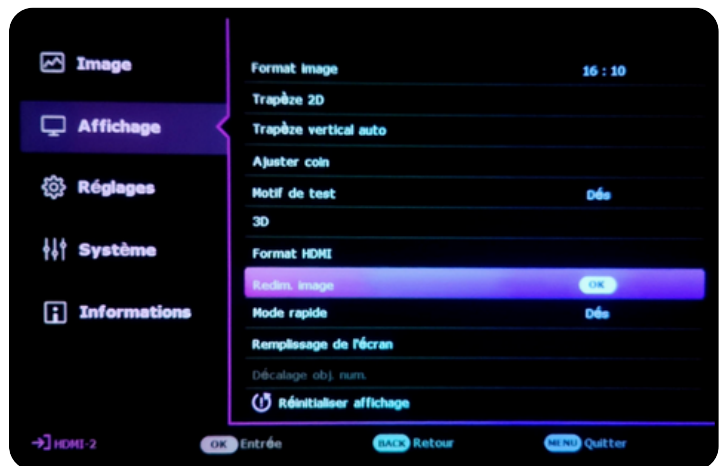 Image
Affichage
Réglages
Système
Informations
Format image 16 : 10
Trapèze 2D
Trapèze vertical auto
Ajuster coin
Motif de test Dés
3D
Format HDMI
Redim. image OK
Mode rapide Dés
Remplissage de l'écran
Décalage obj. num.
Réinitialiser affichage
HDMI-2 OK Entrée BACK Retour MENU Quitter